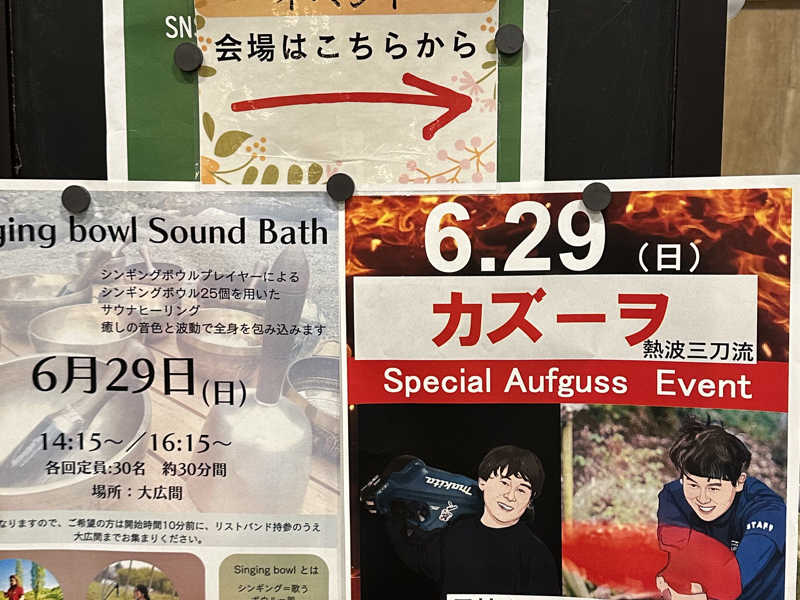 SNS
会場はこちらから
ging bowl Sound Bath
シンギングボウルプレイヤーによる
シンギングボウル25個を用いた
サウナヒーリング
癒しの音色と波動で全身を包み込みます
6月29日(日)
14:15～／16:15～
各回定員:30名 約30分間
場所：大広間
なりますので、ご希望の方は開始時間10分前に、リストバンド持参のうえ
大広間までお集まりください。
Singing bowl とは
シンギング=歌う
6.29（日）
カズーヲ
熱波三刀流
Special Aufguss Event
makita
STAFF